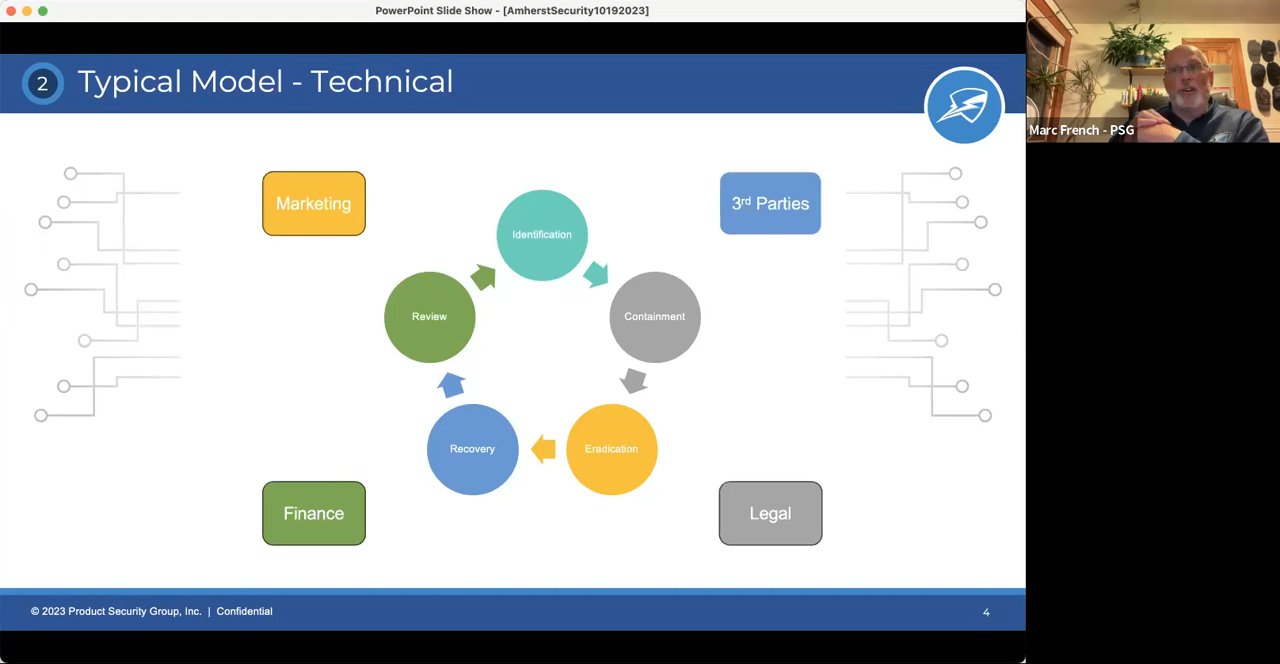 PowerPoint Slide Show - [AmherstSecurity10192023]
2
Typical Model - Technical
Marc French - PSG
Marketing
3rd Parties
Identification
Review
Containment
Recovery
Eradication
Finance
Legal
© 2023 Product Security Group, Inc. | Confidential
4